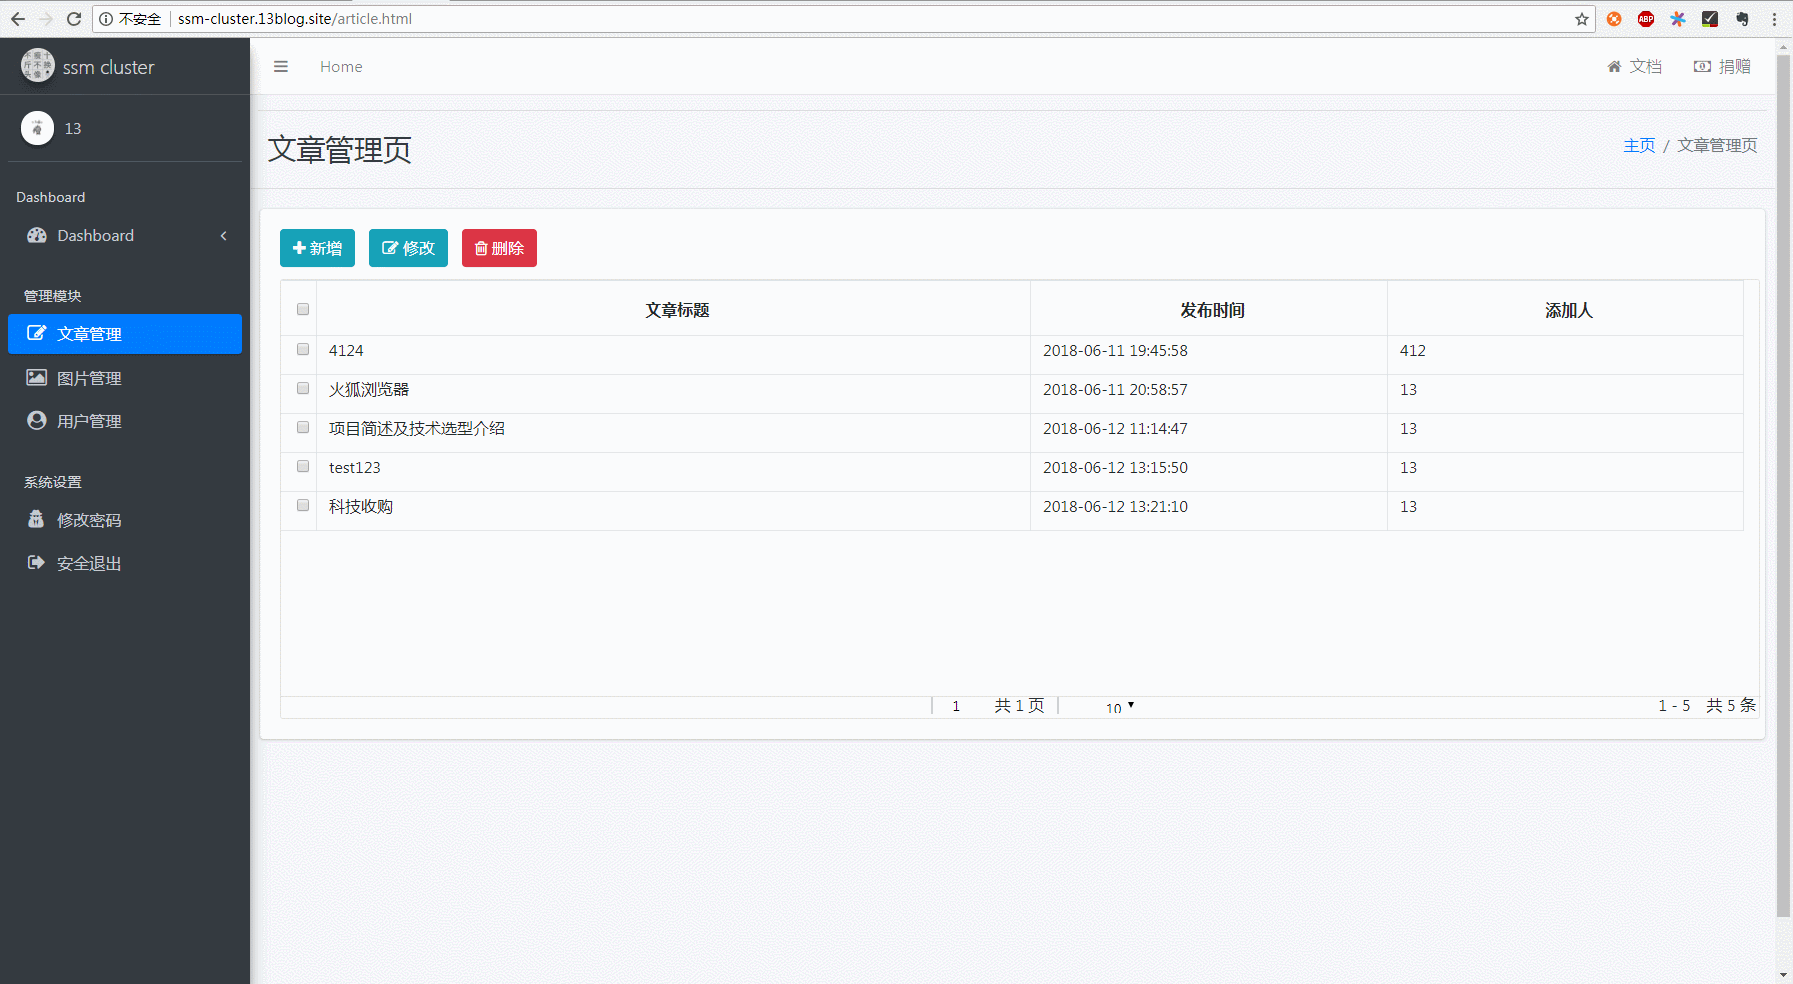 不安全 ssm-cluster.13blog.site/article.html
ABP
ssm cluster
Home
文档
捐赠
13
文章管理页
主页 / 文章管理页
Dashboard
Dashboard
管理模块
文章管理
图片管理
用户管理
系统设置
修改密码
安全退出
新增 修改 删除
文章标题 发布时间 添加人
4124 2018-06-11 19:45:58 412
火狐浏览器 2018-06-11 20:58:57 13
项目简述及技术选型介绍 2018-06-12 11:14:47 13
test123 2018-06-12 13:15:50 13
科技收购 2018-06-12 13:21:10 13
1 共 1 页 10 1 - 5 共 5 条